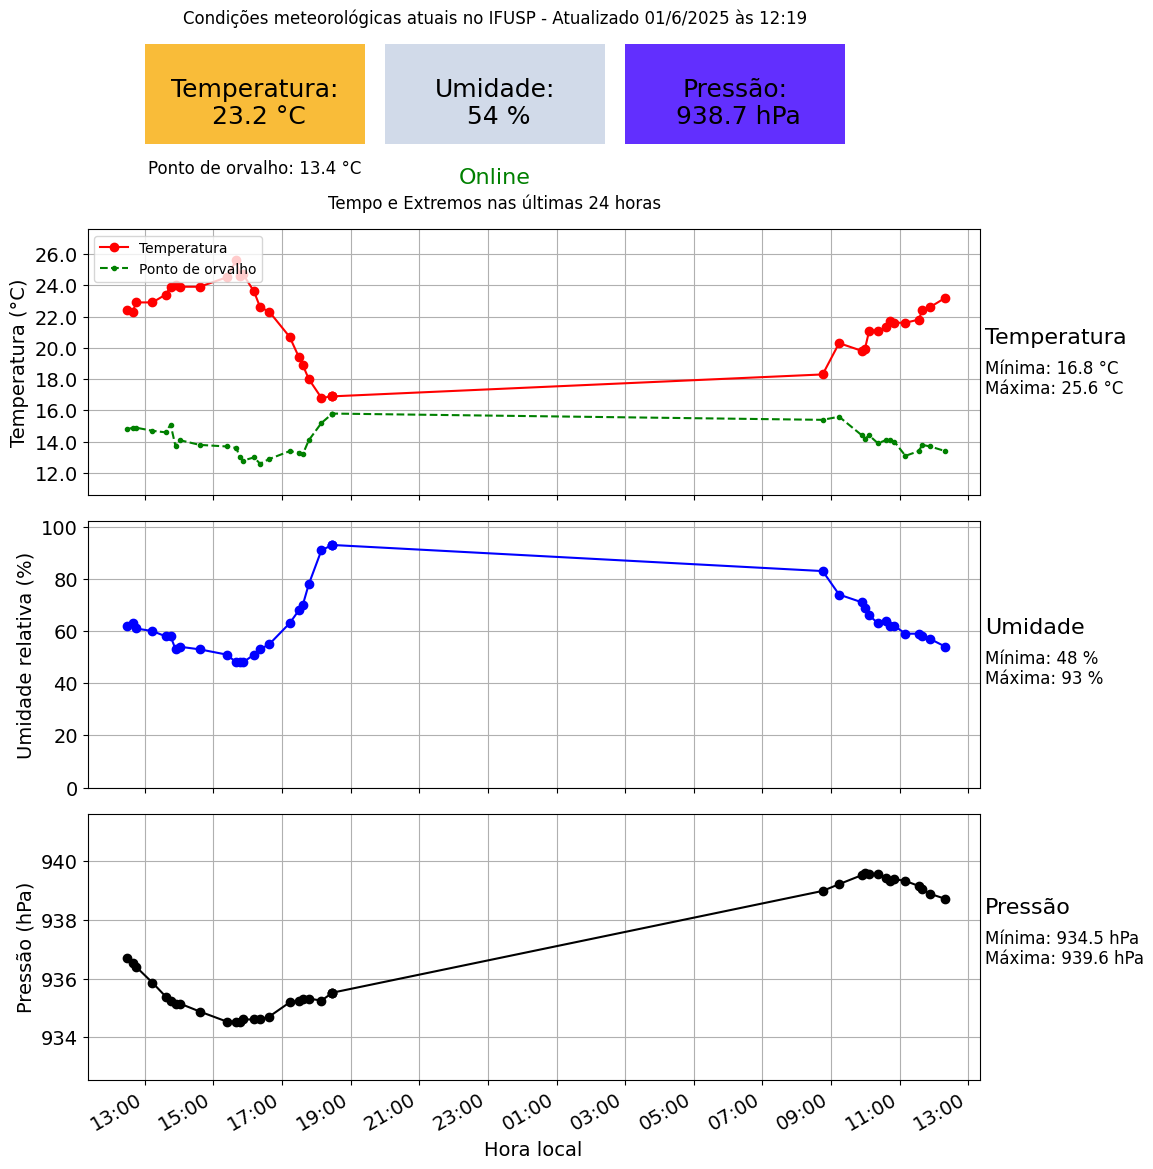 Condições meteorológicas atuais no IFUSP - Atualizado 01/6/2025 às 12:19
Temperatura:
23.2 °C
Umidade:
54 %
Pressão:
938.7 hPa
Ponto de orvalho: 13.4 °C
Online
Tempo e Extremos nas últimas 24 horas
Temperatura
Ponto de orvalho
Temperatura (°C)
26.0
24.0
22.0
20.0
18.0
16.0
14.0
12.0
Temperatura
Mínima: 16.8 °C
Máxima: 25.6 °C
Umidade relativa (%)
100
80
60
40
20
0
Umidade
Mínima: 48 %
Máxima: 93 %
Pressão (hPa)
940
938
936
934
Pressão
Mínima: 934.5 hPa
Máxima: 939.6 hPa
13:00 15:00 17:00 19:00 21:00 23:00 01:00 03:00 05:00 07:00 09:00 11:00 13:00
Hora local